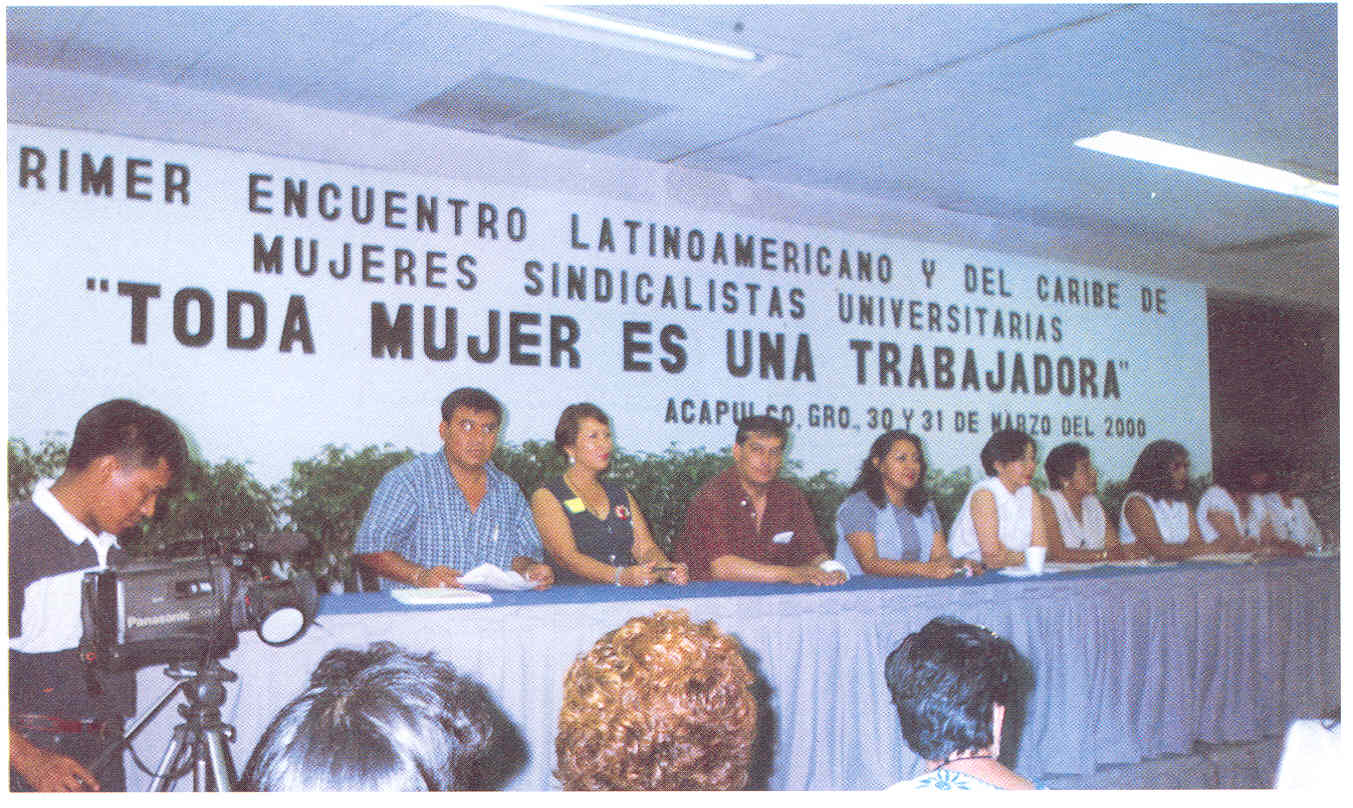 RIMER ENCUENTRO LATINOAMERICANO Y DEL CARIBE DE
MUJERES SINDICALISTAS UNIVERSITARIAS
"TODA MUJER ES UNA TRABAJADORA"
ACAPULCO, GRO., 30 Y 31 DE MARZO DEL 2000
Panasonic